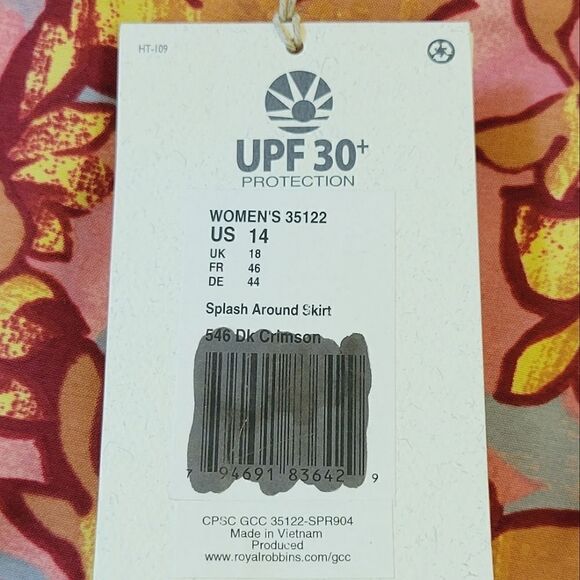 HT-109
UPF 30+
PROTECTION
WOMEN'S 35122
US 14
UK 18
FR 46
DE 44
Splash Around Skirt
546 Dk Crimson
7 94691 83642 9
CPSC GCC 35122-SPR904
Made in Vietnam
Produced
www.royalrobbins.com/gcc